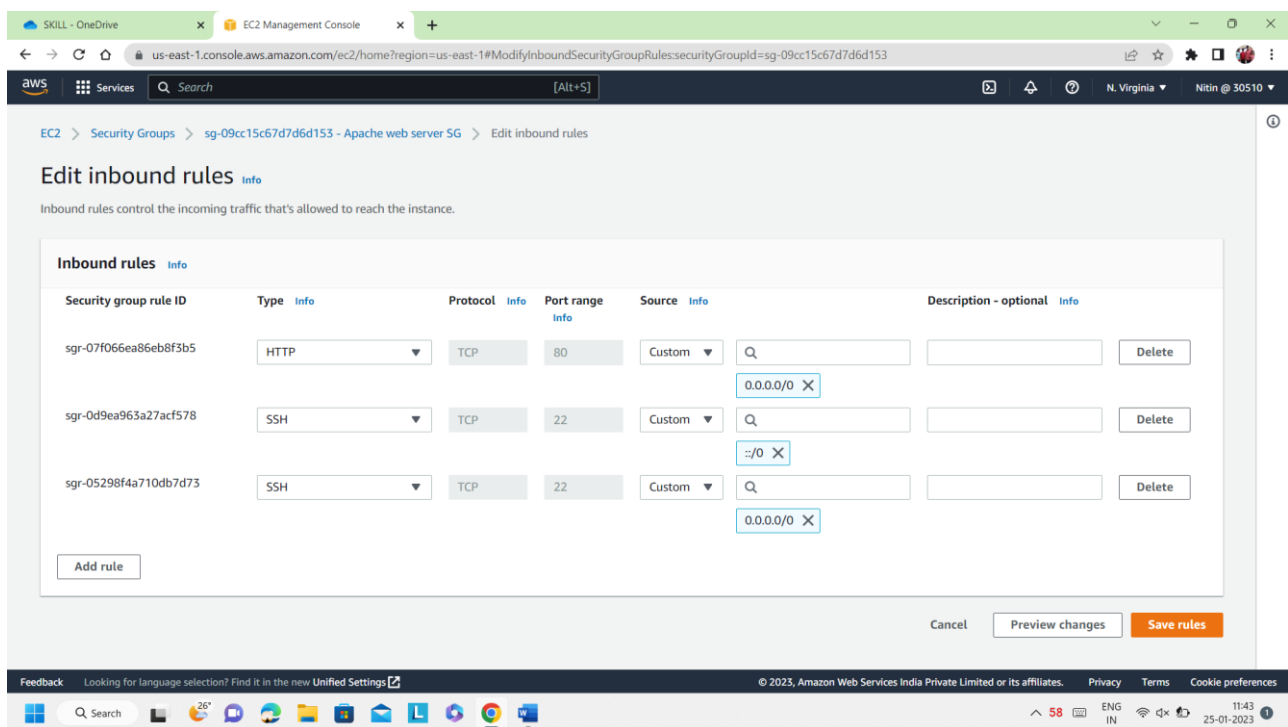 SKILL - OneDrive
EC2 Management Console
us-east-1.console.aws.amazon.com/ec2/home?region=us-east-1#ModifyInboundSecurityGroupRules:securityGroupId=sg-09cc15c67d7d6d153
aws Services Search [Alt+S] N. Virginia ▼ Nitin @ 30510 ▼
EC2 > Security Groups > sg-09cc15c67d7d6d153 - Apache web server SG > Edit inbound rules
Edit inbound rules Info
Inbound rules control the incoming traffic that's allowed to reach the instance.
Inbound rules Info
Security group rule ID Type Info Protocol Info Port range Source Info Description - optional Info
Info
sgr-07f066ea86eb8f3b5 HTTP TCP 80 Custom Delete
0.0.0.0/0
sgr-0d9ea963a27acf578 SSH TCP 22 Custom Delete
::/0
sgr-05298f4a710db7d73 SSH TCP 22 Custom Delete
0.0.0.0/0
Add rule
Cancel Preview changes Save rules
Feedback Looking for language selection? Find it in the new Unified Settings © 2023, Amazon Web Services India Private Limited or its affiliates. Privacy Terms Cookie preferences
Search 26° 58 ENG 11:43
IN 25-01-2023 1